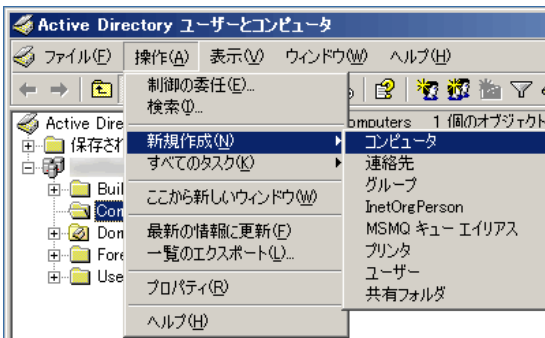 Active Directory ユーザーとコンピュータ
ファイル(F) 操作(A) 表示(V) ウィンドウ(W) ヘルプ(H)
制御の委任(E)...
検索(I)...
Active Dire
omputers 1 個のオブジェクト
保存さ
新規作成(N)
コンピュータ
すべてのタスク(K)
連絡先
グループ
Buil
ここから新しいウィンドウ(W)
InetOrgPerson
Con
MSMQ キュー エイリアス
Don
最新の情報に更新(F)
プリンタ
Fore
一覧のエクスポート(L)...
ユーザー
Use
プロパティ(R)
共有フォルダ
ヘルプ(H)